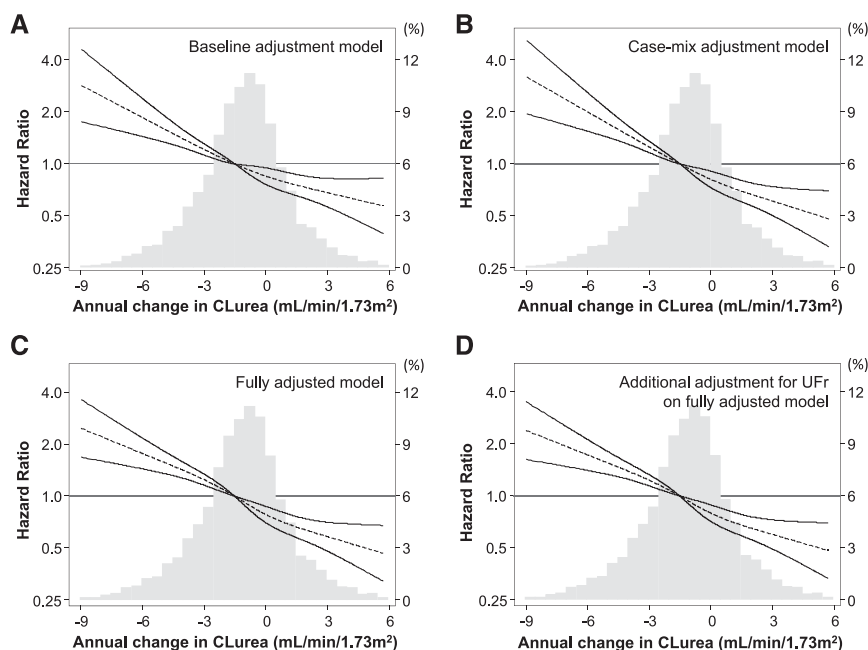 A
Baseline adjustment model
(%)
Hazard Ratio
4.0
2.0
1.0
0.5
0.25
12
9
6
3
0
-9 -6 -3 0 3 6
Annual change in CLurea (mL/min/1.73m²)
B
Case-mix adjustment model
(%)
Hazard Ratio
4.0
2.0
1.0
0.5
0.25
12
9
6
3
0
-9 -6 -3 0 3 6
Annual change in CLurea (mL/min/1.73m²)
C
Fully adjusted model
(%)
Hazard Ratio
4.0
2.0
1.0
0.5
0.25
12
9
6
3
0
-9 -6 -3 0 3 6
Annual change in CLurea (mL/min/1.73m²)
D
Additional adjustment for UFr
on fully adjusted model
(%)
Hazard Ratio
4.0
2.0
1.0
0.5
0.25
12
9
6
3
0
-9 -6 -3 0 3 6
Annual change in CLurea (mL/min/1.73m²)